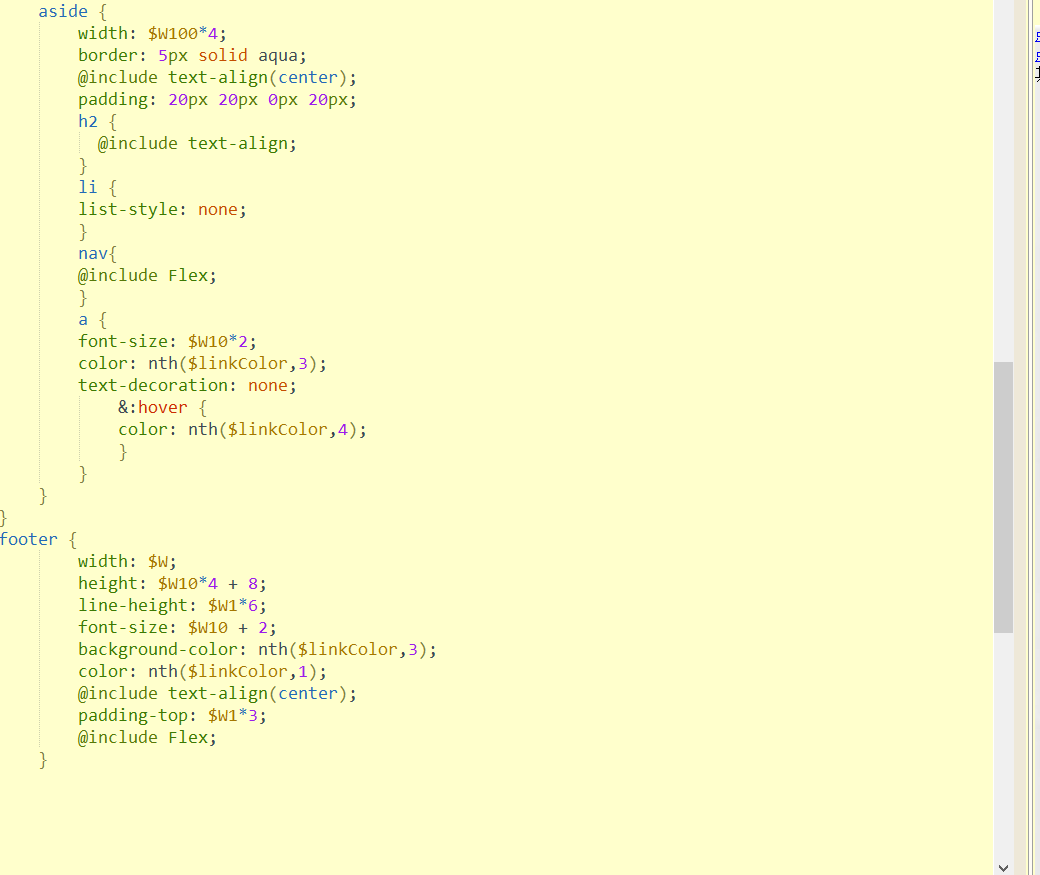 aside {
width: $W100*4;
border: 5px solid aqua;
@include text-align(center);
padding: 20px 20px 0px 20px;
h2 {
@include text-align;
}
li {
list-style: none;
}
nav{
@include Flex;
}
a {
font-size: $W10*2;
color: nth($linkColor,3);
text-decoration: none;
&:hover {
color: nth($linkColor,4);
}
}
}
}
footer {
width: $W;
height: $W10*4 + 8;
line-height: $W1*6;
font-size: $W10 + 2;
background-color: nth($linkColor,3);
color: nth($linkColor,1);
@include text-align(center);
padding-top: $W1*3;
@include Flex;
}